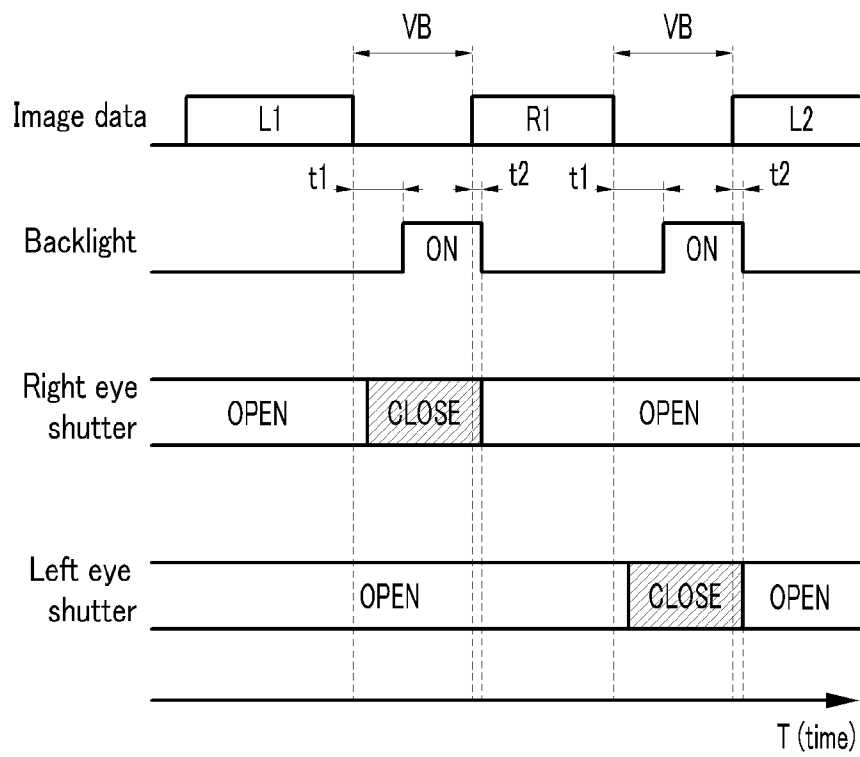 VB VB
Image data L1 R1 L2
t1 t2 t1 t2
Backlight ON ON
Right eye
shutter OPEN CLOSE OPEN
Left eye
shutter OPEN CLOSE OPEN
T (time)